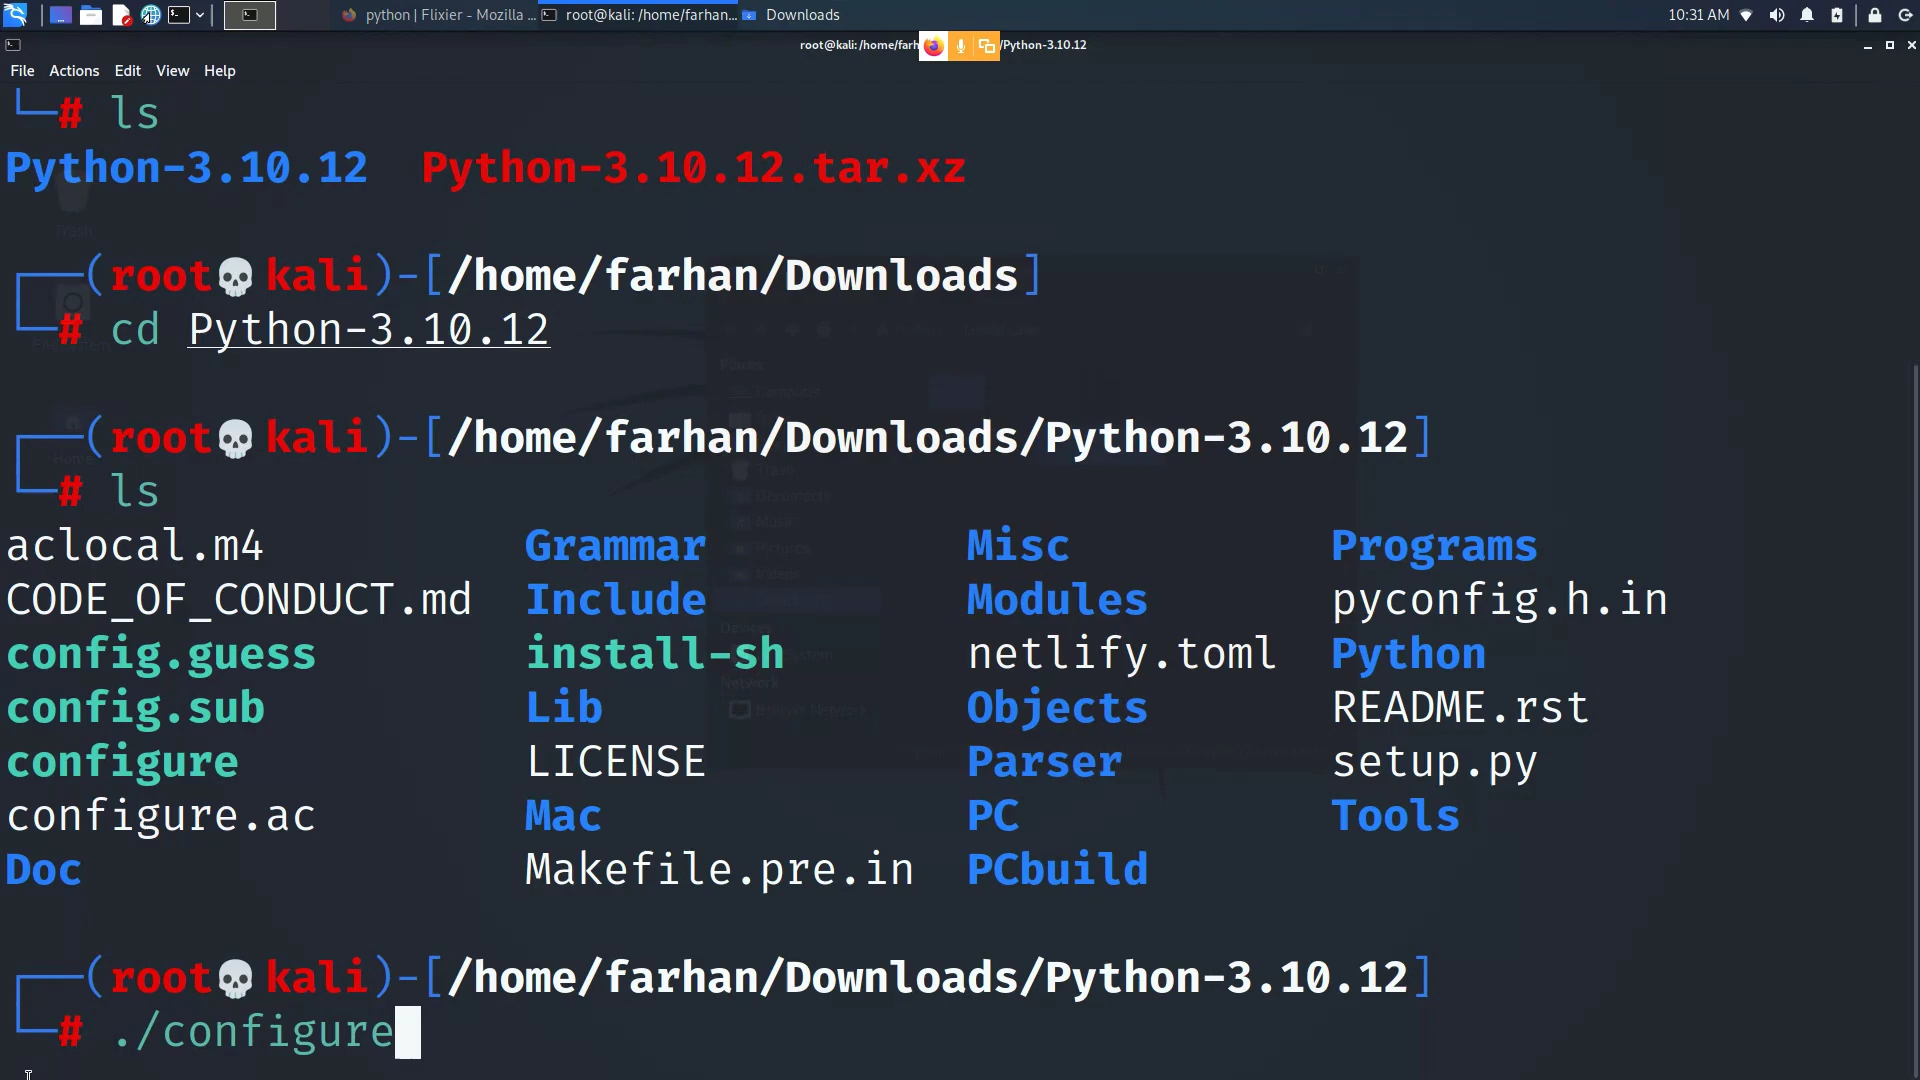 python | Flixier - Mozilla ... root@kali: /home/farhan... Downloads 10:31 AM
root@kali: /home/farh /Python-3.10.12
File Actions Edit View Help
└─# ls
Python-3.10.12 Python-3.10.12.tar.xz
┌──(root💀kali)-[/home/farhan/Downloads]
└─# cd Python-3.10.12
┌──(root💀kali)-[/home/farhan/Downloads/Python-3.10.12]
└─# ls
aclocal.m4 Grammar Misc Programs
CODE_OF_CONDUCT.md Include Modules pyconfig.h.in
config.guess install-sh netlify.toml Python
config.sub Lib Objects README.rst
configure LICENSE Parser setup.py
configure.ac Mac PC Tools
Doc Makefile.pre.in PCbuild
┌──(root💀kali)-[/home/farhan/Downloads/Python-3.10.12]
└─# ./configure